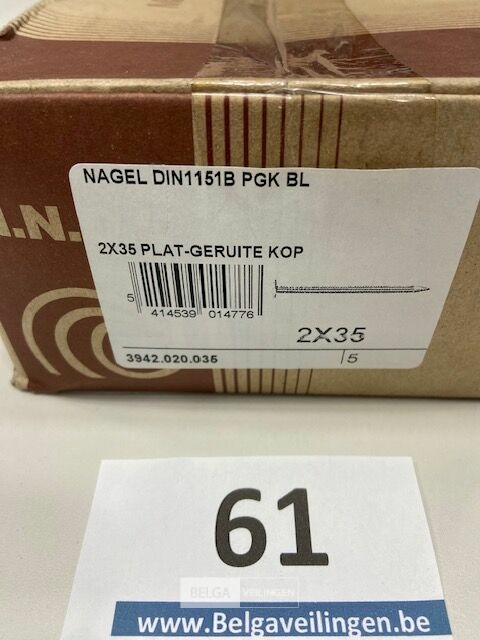 NAGEL DIN1151B PGK BL
I.N.
2X35 PLAT-GERUITE KOP
5 414539 014776
2X35
3942.020.035 5
61
BELGA VEILINGEN
www.Belgaveilingen.be